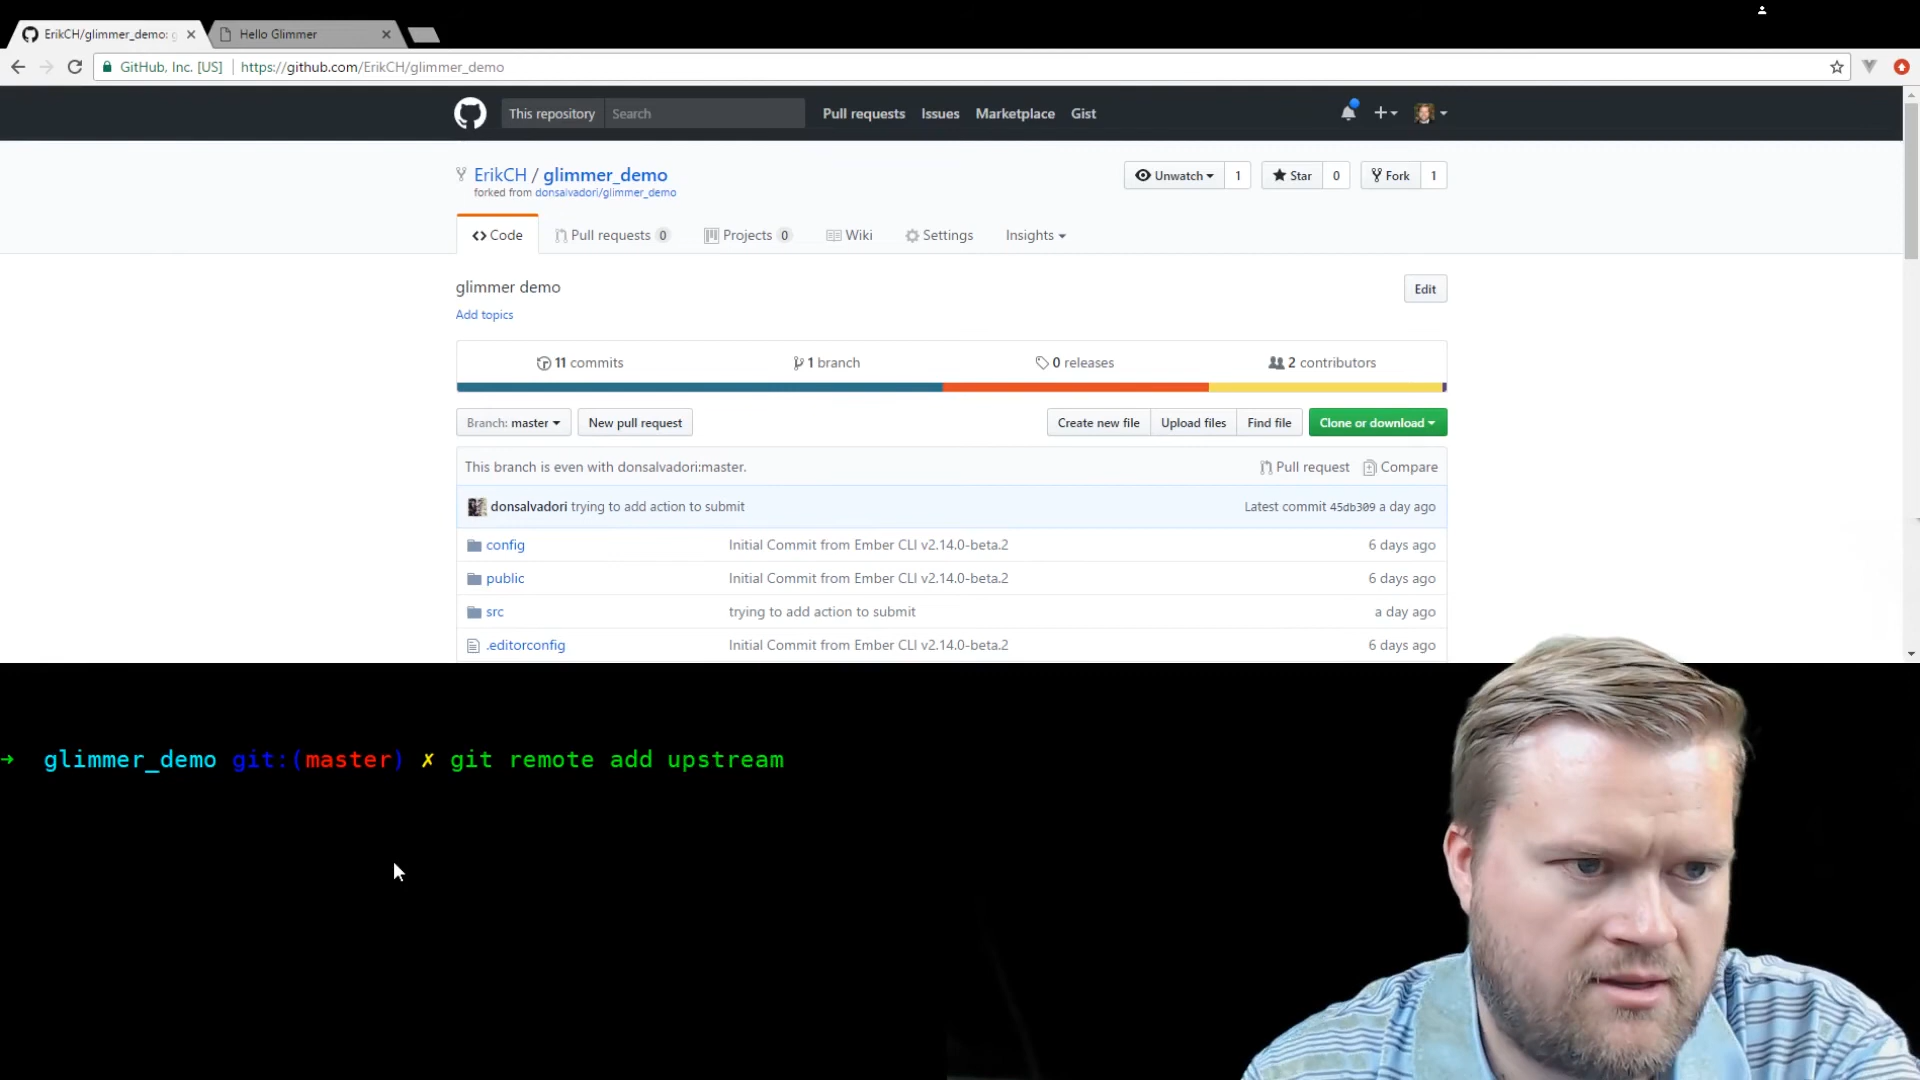 ErikCH/glimmer_demo: g
Hello Glimmer
GitHub, Inc. [US] https://github.com/ErikCH/glimmer_demo
This repository Search Pull requests Issues Marketplace Gist
ErikCH / glimmer_demo
Unwatch 1 Star 0 Fork 1
forked from donsalvadori/glimmer_demo
Code Pull requests 0 Projects 0 Wiki Settings Insights
glimmer demo
Edit
Add topics
11 commits 1 branch 0 releases 2 contributors
Branch: master New pull request Create new file Upload files Find file Clone or download
This branch is even with donsalvadori:master. Pull request Compare
donsalvadori trying to add action to submit Latest commit 45db309 a day ago
config Initial Commit from Ember CLI v2.14.0-beta.2 6 days ago
public Initial Commit from Ember CLI v2.14.0-beta.2 6 days ago
src trying to add action to submit a day ago
.editorconfig Initial Commit from Ember CLI v2.14.0-beta.2 6 days ago
→ glimmer_demo git:(master) ✗ git remote add upstream